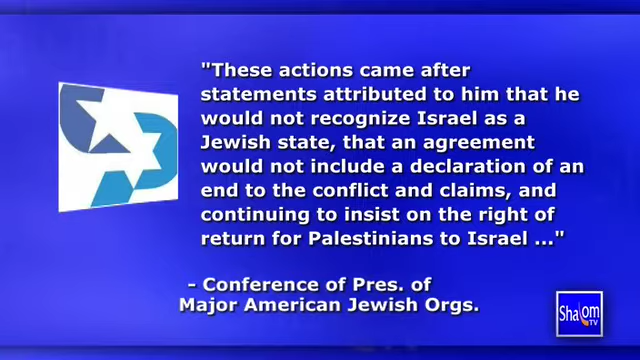 "These actions came after
statements attributed to him that he
would not recognize Israel as a
Jewish state, that an agreement
would not include a declaration of an
end to the conflict and claims, and
continuing to insist on the right of
return for Palestinians to Israel ..."
- Conference of Pres. of
Major American Jewish Orgs.
Shalom
TV